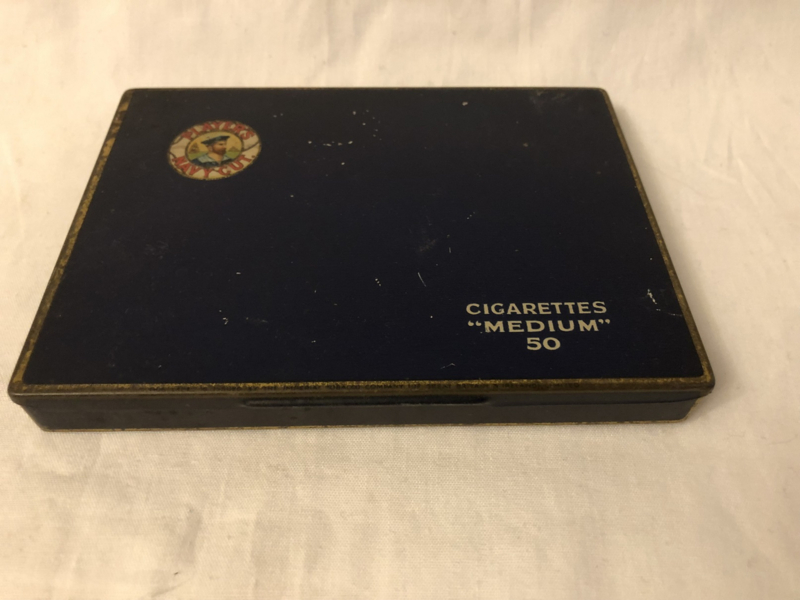 PLAYER'S
NAVY CUT.
CIGARETTES
"MEDIUM"
50